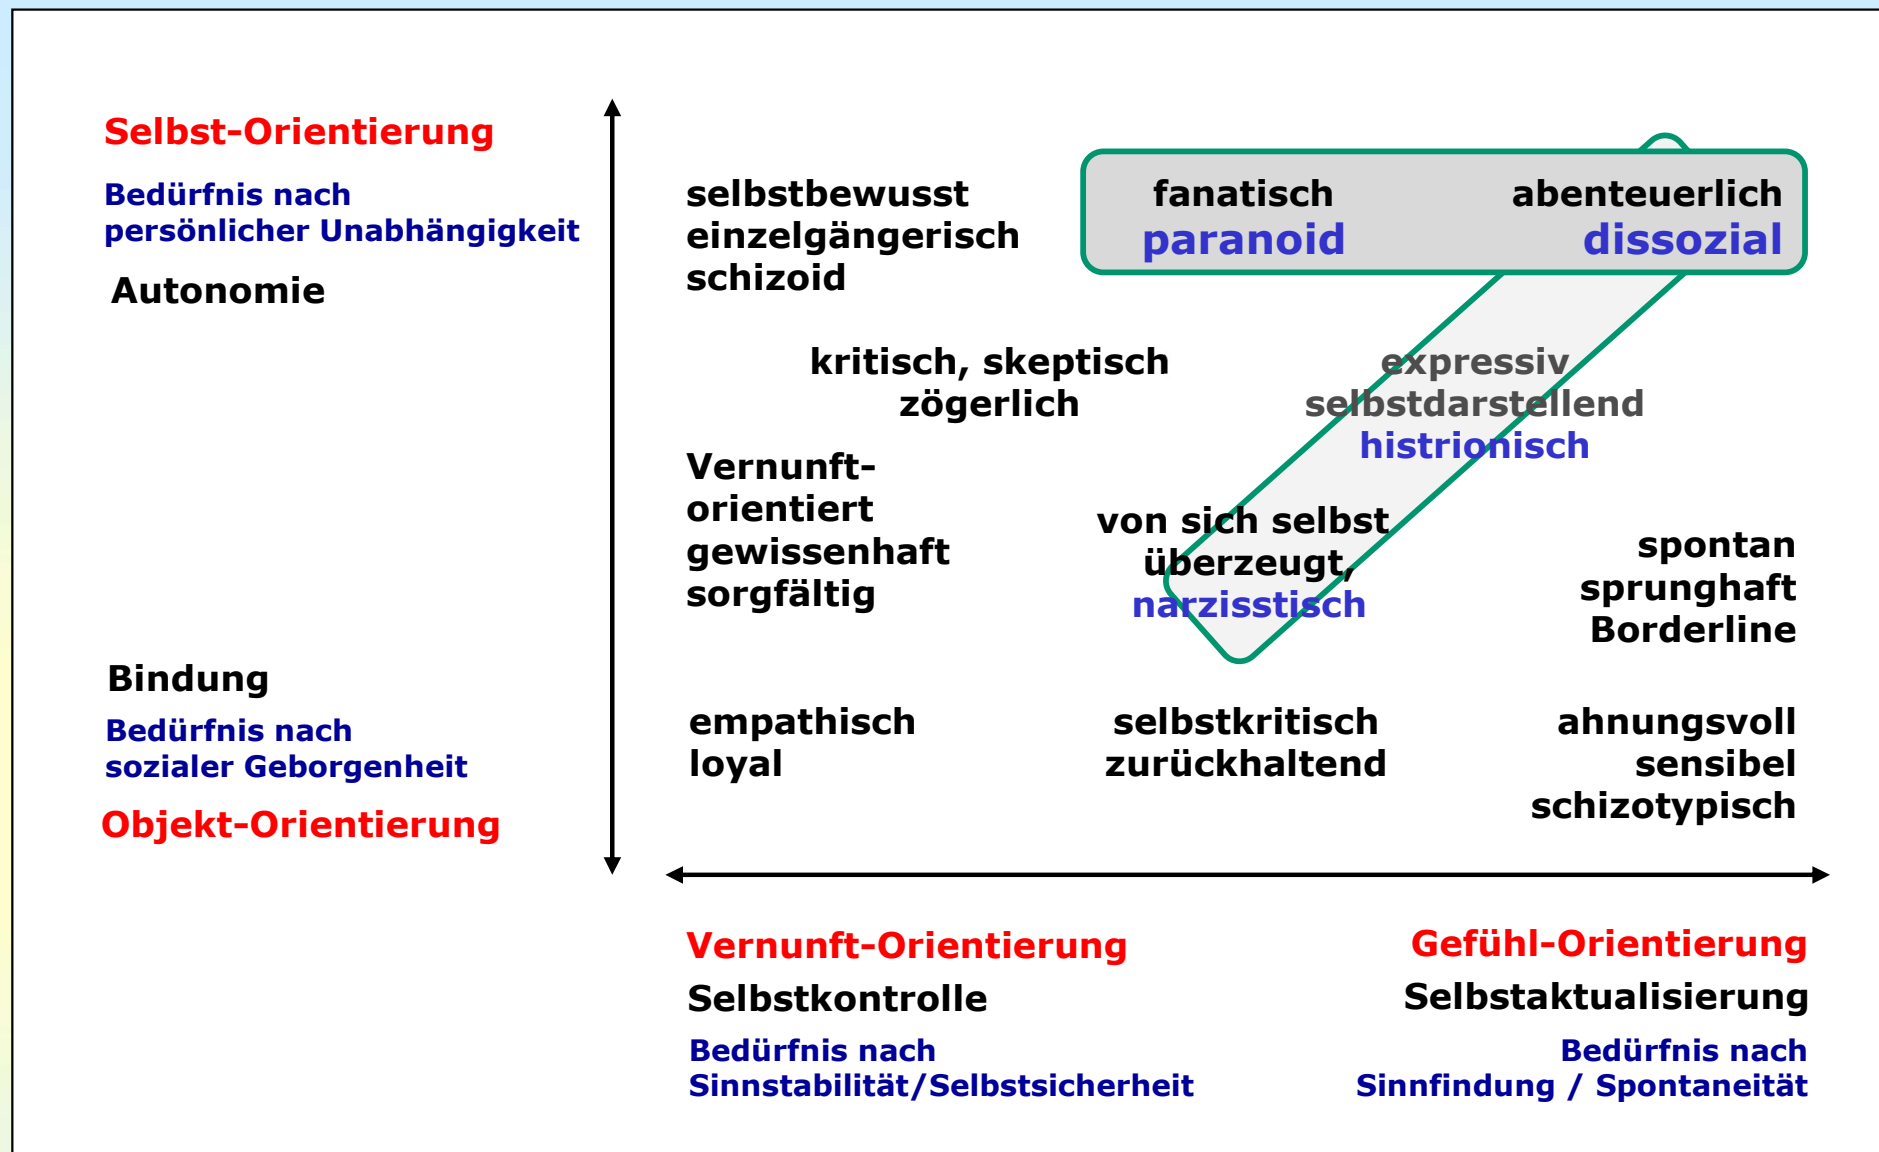 Selbst-Orientierung
Bedürfnis nach
persönlicher Unabhängigkeit
Autonomie
Bindung
Bedürfnis nach
sozialer Geborgenheit
Objekt-Orientierung
selbstbewusst
einzelgängerisch
schizoid
fanatisch
paranoid
abenteuerlich
dissozial
kritisch, skeptisch
zögerlich
expressiv
selbstdarstellend
histrionisch
Vernunft-
orientiert
gewissenhaft
sorgfältig
von sich selbst
überzeugt,
narzisstisch
spontan
sprunghaft
Borderline
empathisch
loyal
selbstkritisch
zurückhaltend
ahnungsvoll
sensibel
schizotypisch
Vernunft-Orientierung
Selbstkontrolle
Bedürfnis nach
Sinnstabilität/Selbstsicherheit
Gefühl-Orientierung
Selbstaktualisierung
Bedürfnis nach
Sinnfindung / Spontaneität